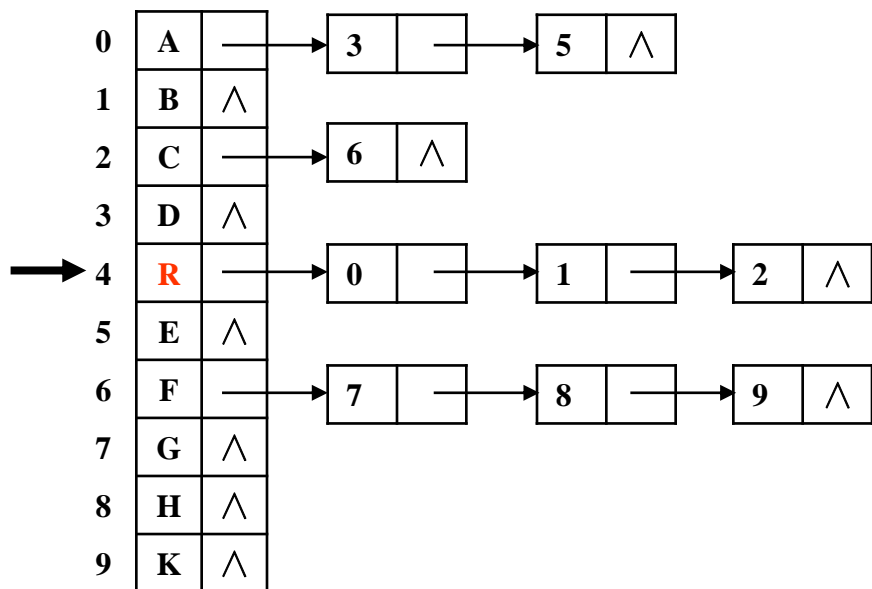 0 A 3 5 ∧
1 B ∧
2 C 6 ∧
3 D ∧
4 R 0 1 2 ∧
5 E ∧
6 F 7 8 9 ∧
7 G ∧
8 H ∧
9 K ∧